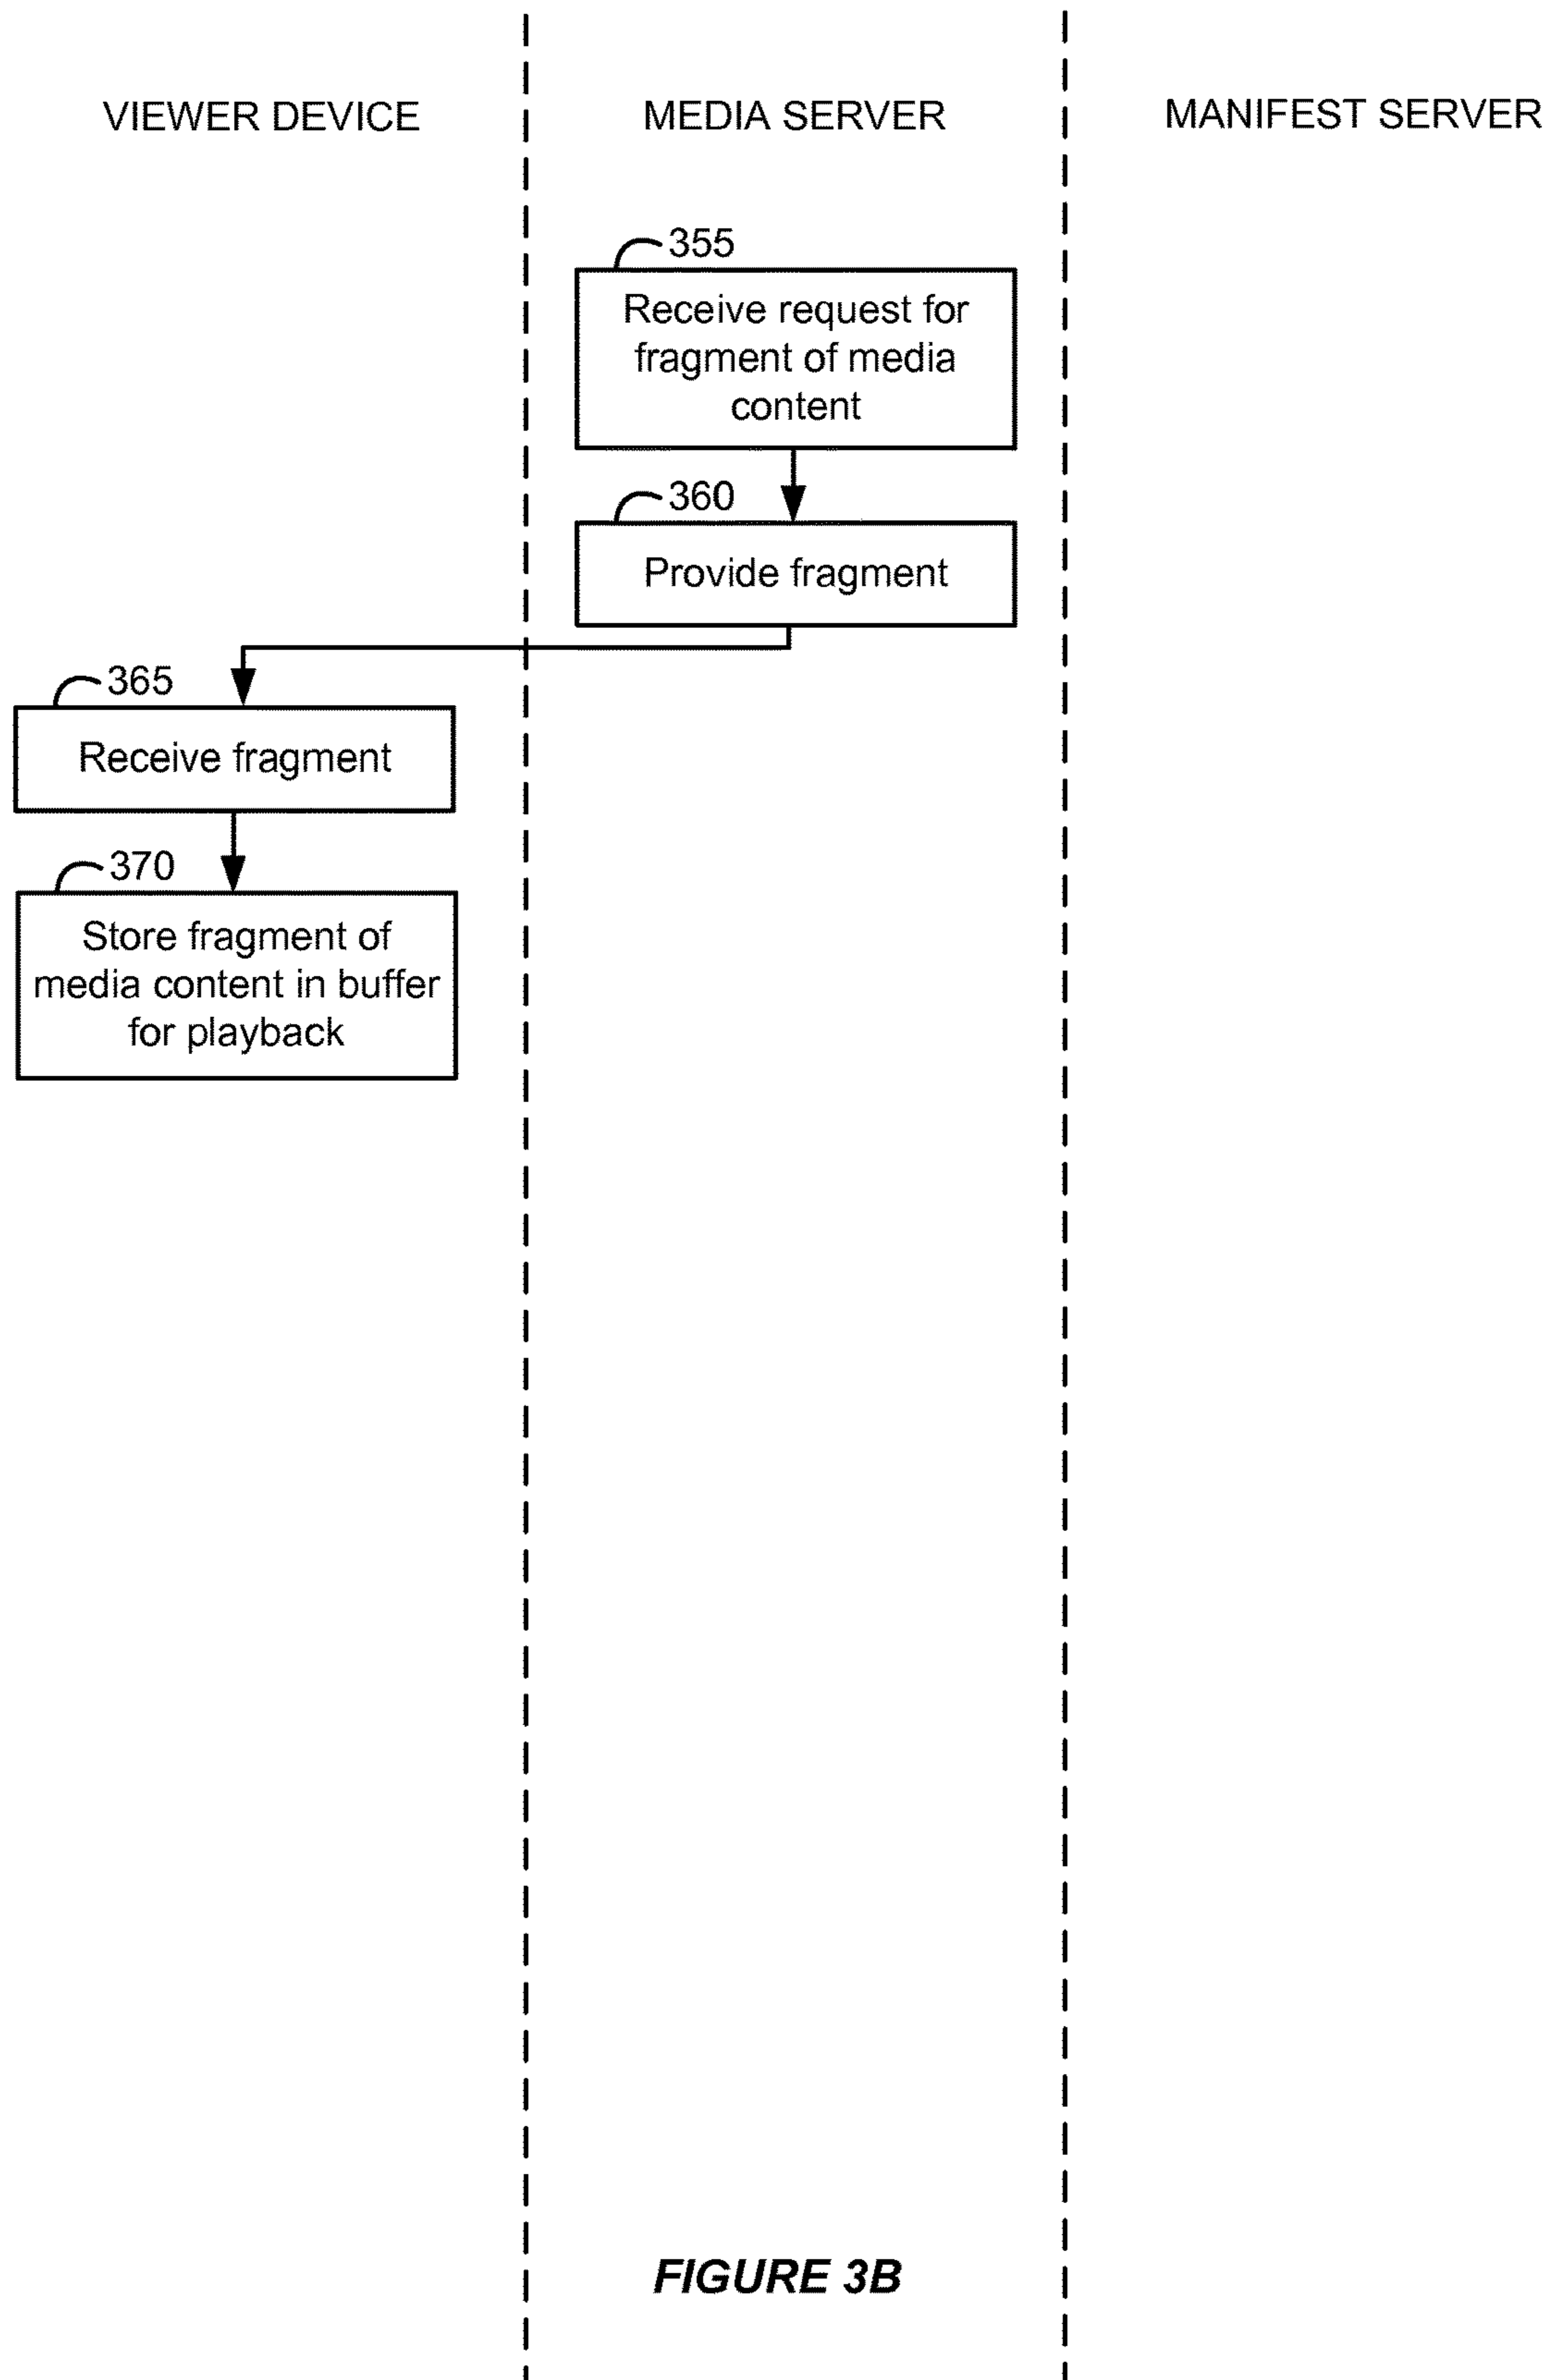 VIEWER DEVICE
MEDIA SERVER
MANIFEST SERVER
355
Receive request for
fragment of media
content
360
Provide fragment
365
Receive fragment
370
Store fragment of
media content in buffer
for playback
FIGURE 3B